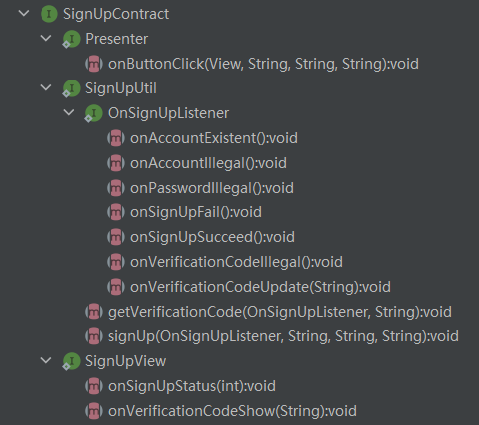 SignUpContract
Presenter
onButtonClick(View, String, String, String):void
SignUpUtil
OnSignUpListener
onAccountExistent():void
onAccountIllegal():void
onPasswordIllegal():void
onSignUpFail():void
onSignUpSucceed():void
onVerificationCodeIllegal():void
onVerificationCodeUpdate(String):void
getVerificationCode(OnSignUpListener, String):void
signUp(OnSignUpListener, String, String, String):void
SignUpView
onSignUpStatus(int):void
onVerificationCodeShow(String):void